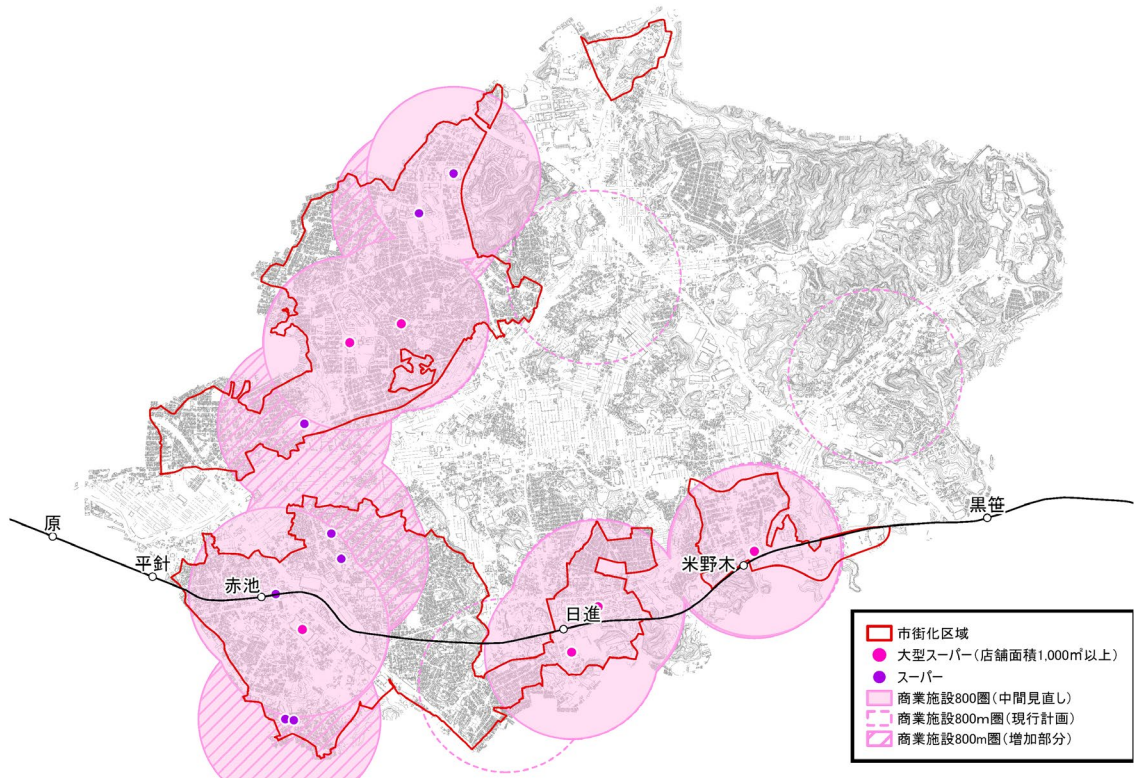 原
平針
赤池
日進
米野木
黒笹
市街化区域
大型スーパー（店舗面積1,000㎡以上）
スーパー
商業施設800圏（中間見直し）
商業施設800ｍ圏（現行計画）
商業施設800m圏（増加部分）